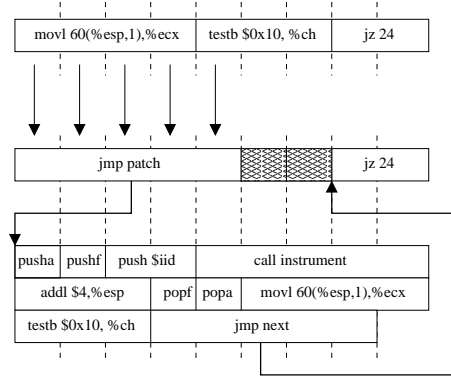 movl 60(%esp,1),%ecx testb $0x10, %ch jz 24
jmp patch jz 24
pusha pushf push $iid call instrument
addl $4,%esp popf popa movl 60(%esp,1),%ecx
testb $0x10, %ch jmp next